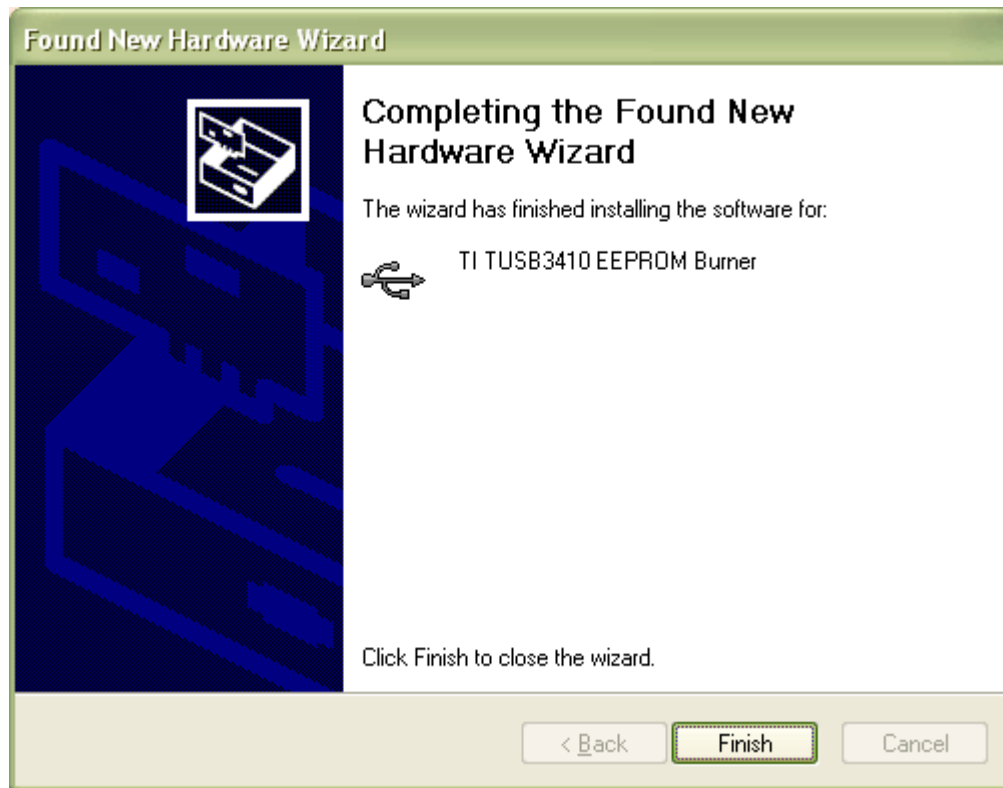 Found New Hardware Wizard
Completing the Found New
Hardware Wizard
The wizard has finished installing the software for:
TI TUSB3410 EEPROM Burner
Click Finish to close the wizard.
< Back
Finish
Cancel